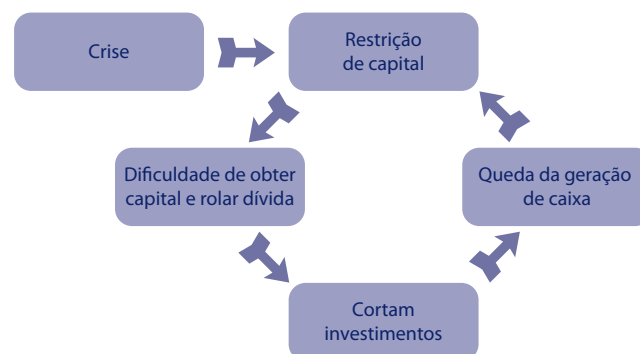 Crise
Restrição
de capital
Dificuldade de obter
capital e rolar dívida
Queda da geração
de caixa
Cortam
investimentos